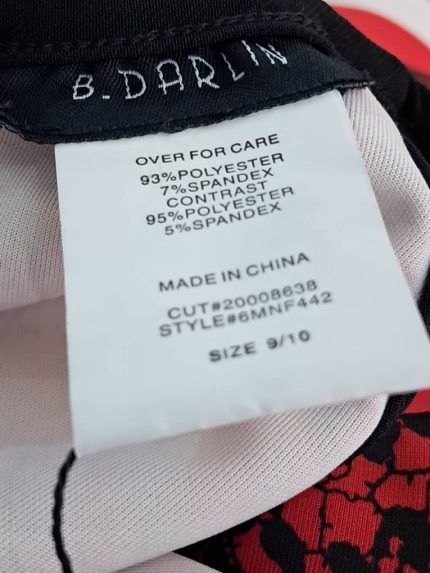 B. DARLIN
OVER FOR CARE
93%POLYESTER
7%SPANDEX
CONTRAST
95%POLYESTER
5%SPANDEX
MADE IN CHINA
CUT#20008638
STYLE#6MNF442
SIZE 9/10